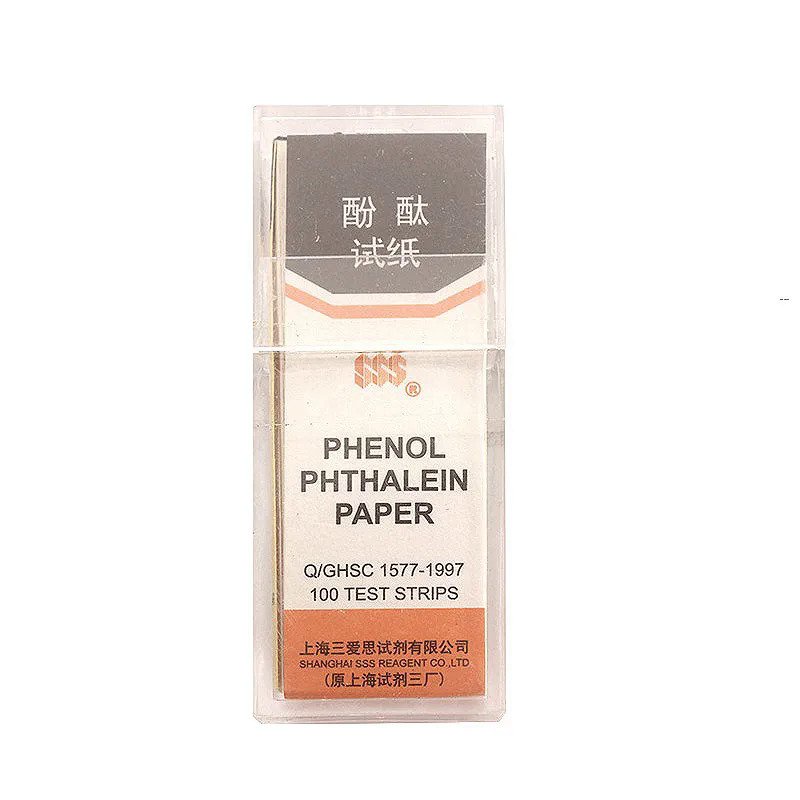 酚酞
试纸
SSS®
PHENOL
PHTHALEIN
PAPER
Q/GHSC 1577-1997
100 TEST STRIPS
上海三爱思试剂有限公司
SHANGHAI SSS REAGENT CO.,LTD
(原上海试剂三厂)